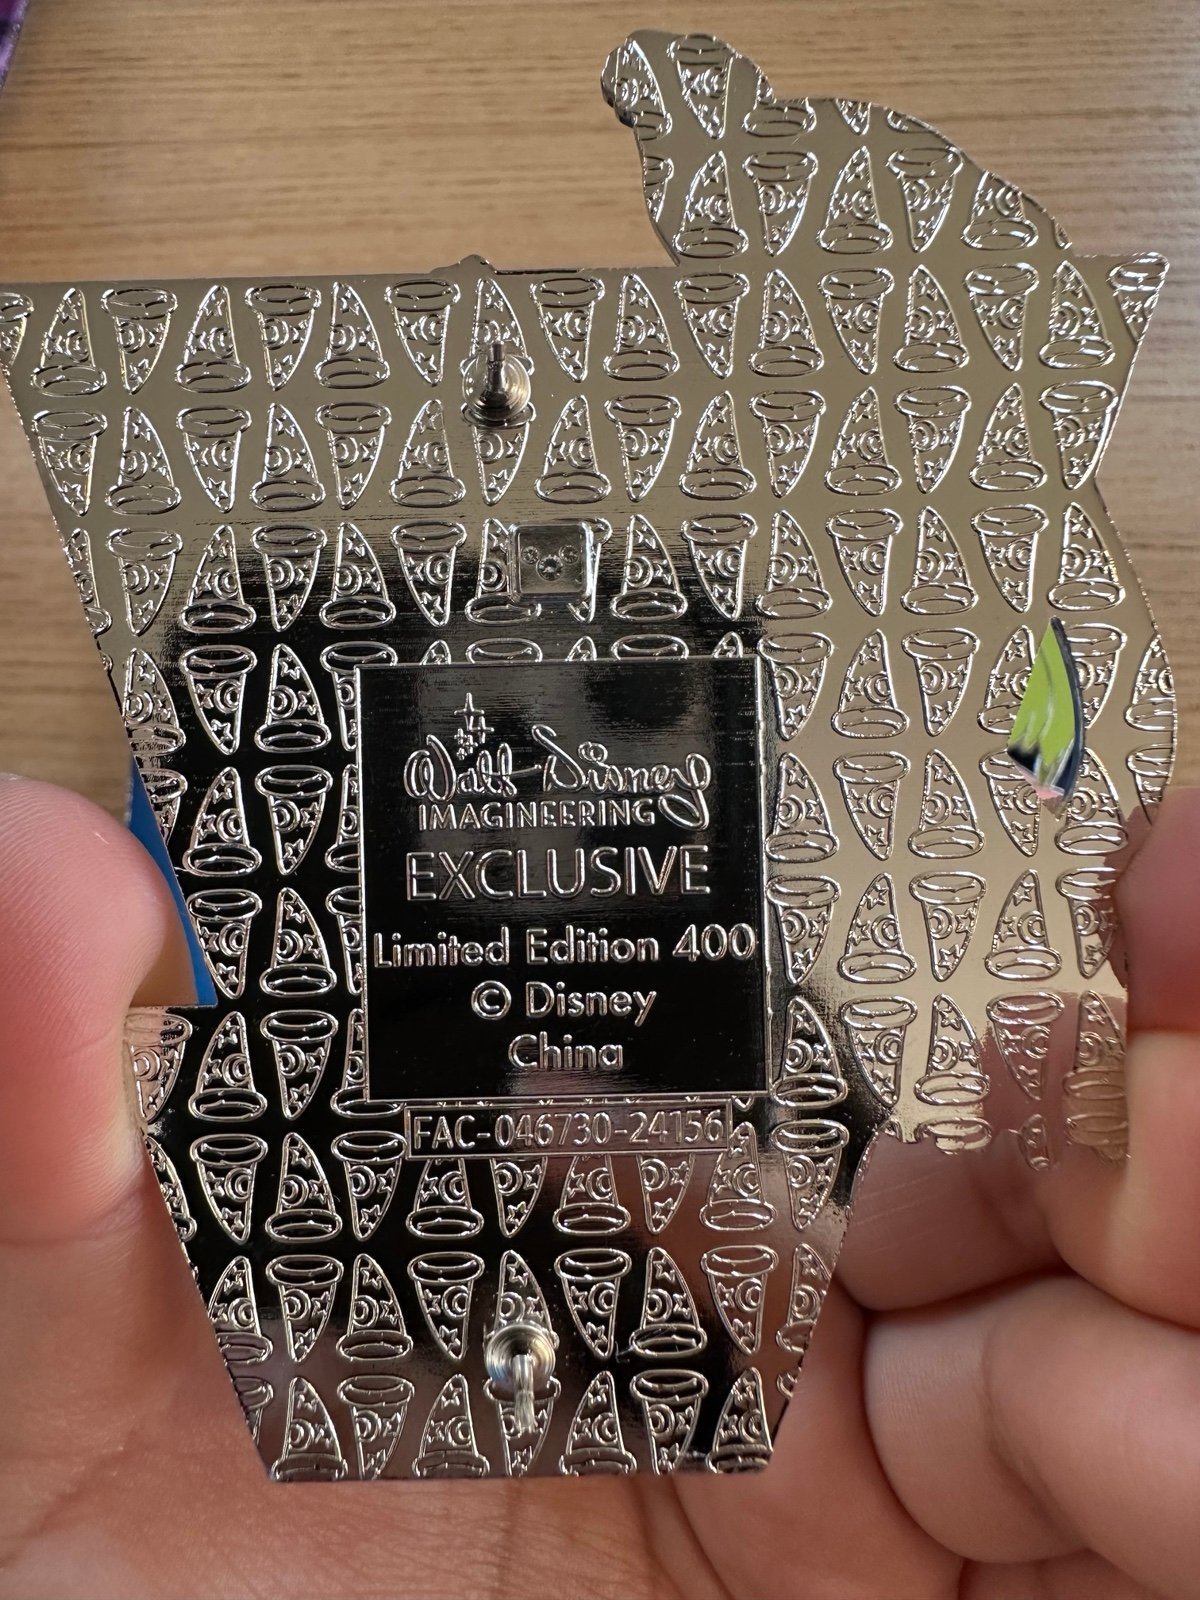 Walt Disney
IMAGINEERING
EXCLUSIVE
Limited Edition 400
© Disney
China
FAC-046730-24156